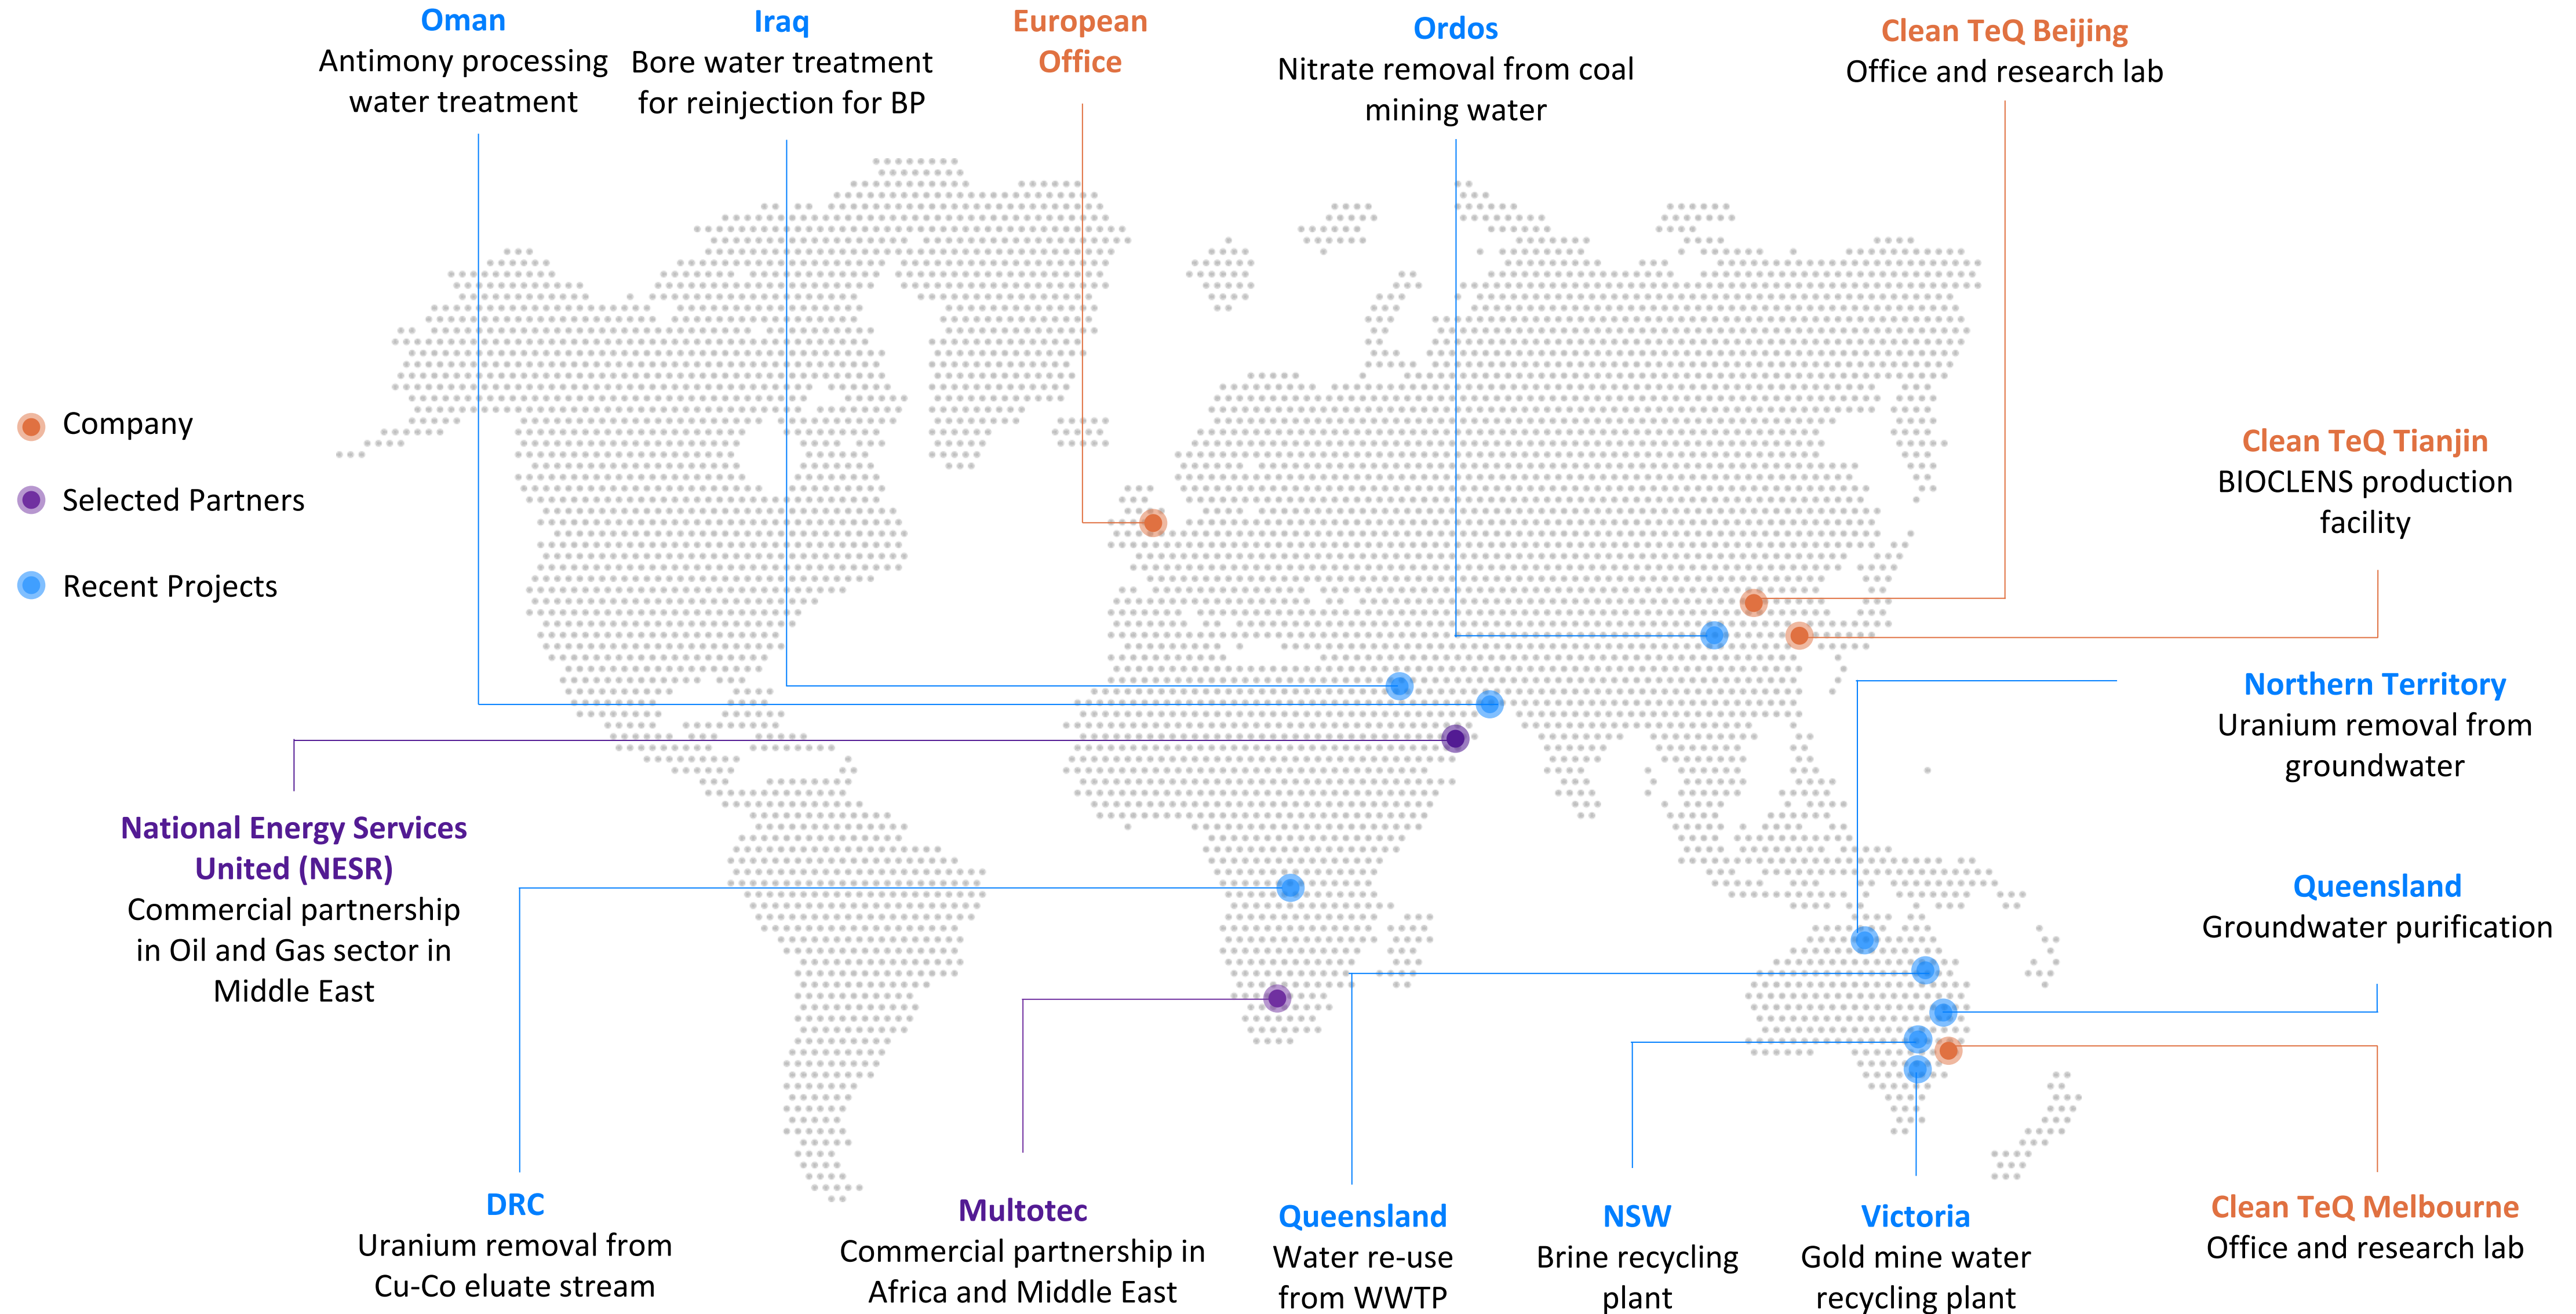 Oman
Antimony processing
water treatment
Iraq
Bore water treatment
for reinjection for BP
European
Office
Ordos
Nitrate removal from coal
mining water
Clean TeQ Beijing
Office and research lab
Company
Selected Partners
Recent Projects
Clean TeQ Tianjin
BIOCLENS production
facility
Northern Territory
Uranium removal from
groundwater
National Energy Services
United (NESR)
Commercial partnership
in Oil and Gas sector in
Middle East
Queensland
Groundwater purification
DRC
Uranium removal from
Cu-Co eluate stream
Multotec
Commercial partnership in
Africa and Middle East
Queensland
Water re-use
from WWTP
NSW
Brine recycling
plant
Victoria
Gold mine water
recycling plant
Clean TeQ Melbourne
Office and research lab